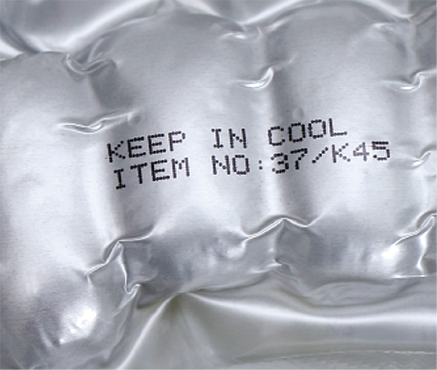 KEEP IN COOL
ITEM NO:37/K45